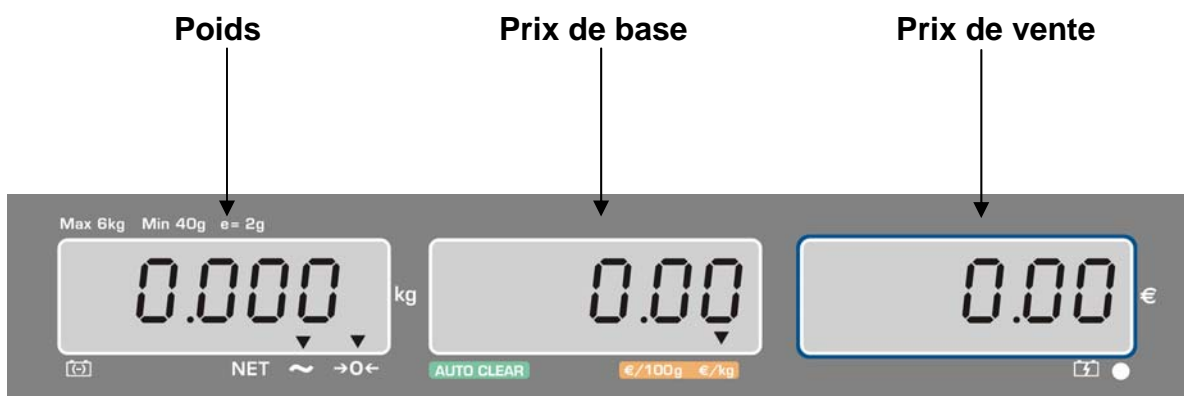 Poids Prix de base Prix de vente
Max 6kg Min 40g e= 2g
0.000 kg 0.00 0.00 €
NET ~ →0← AUTO CLEAR €/100g €/kg